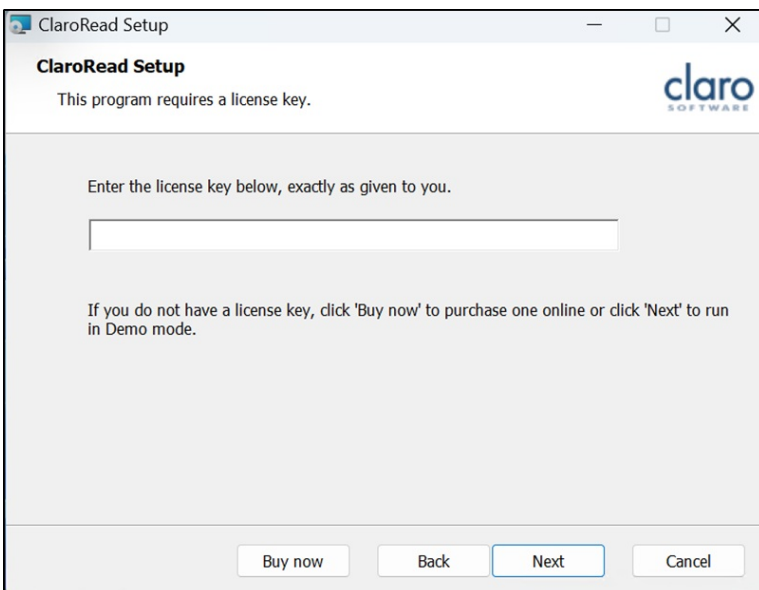 ClaroRead Setup
ClaroRead Setup
This program requires a license key.
claro
SOFTWARE
Enter the license key below, exactly as given to you.
If you do not have a license key, click 'Buy now' to purchase one online or click 'Next' to run
in Demo mode.
Buy now
Back
Next
Cancel